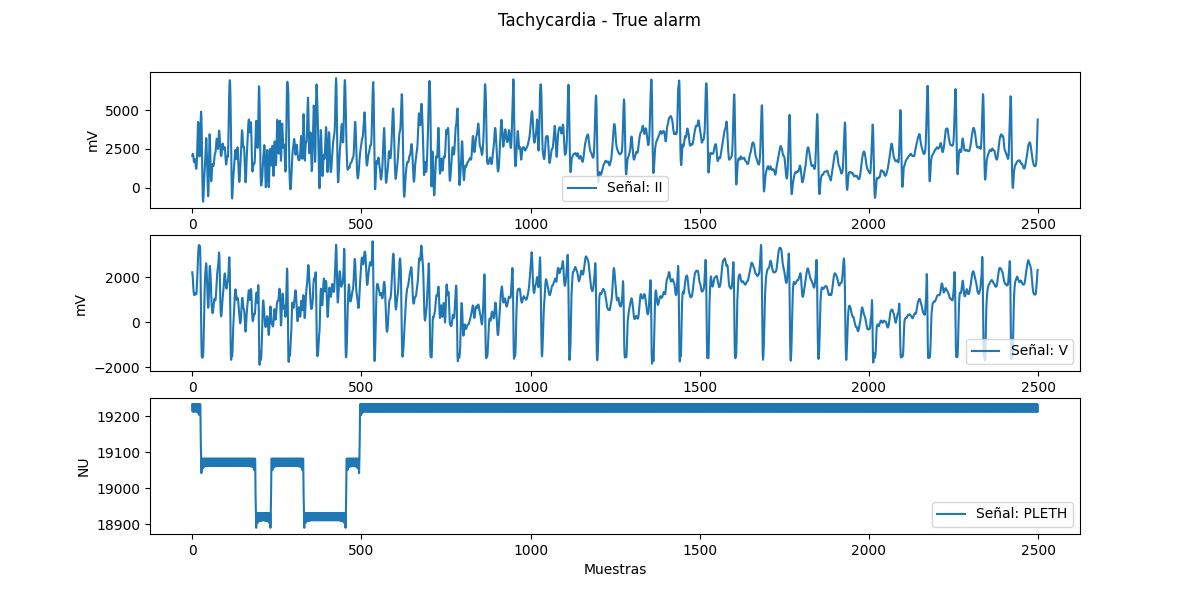 Tachycardia - True alarm
mV
5000
2500
0
Señal: II
0 500 1000 1500 2000 2500
mV
2000
0
−2000
Señal: V
0 500 1000 1500 2000 2500
NU
19200
19100
19000
18900
Señal: PLETH
0 500 1000 1500 2000 2500
Muestras